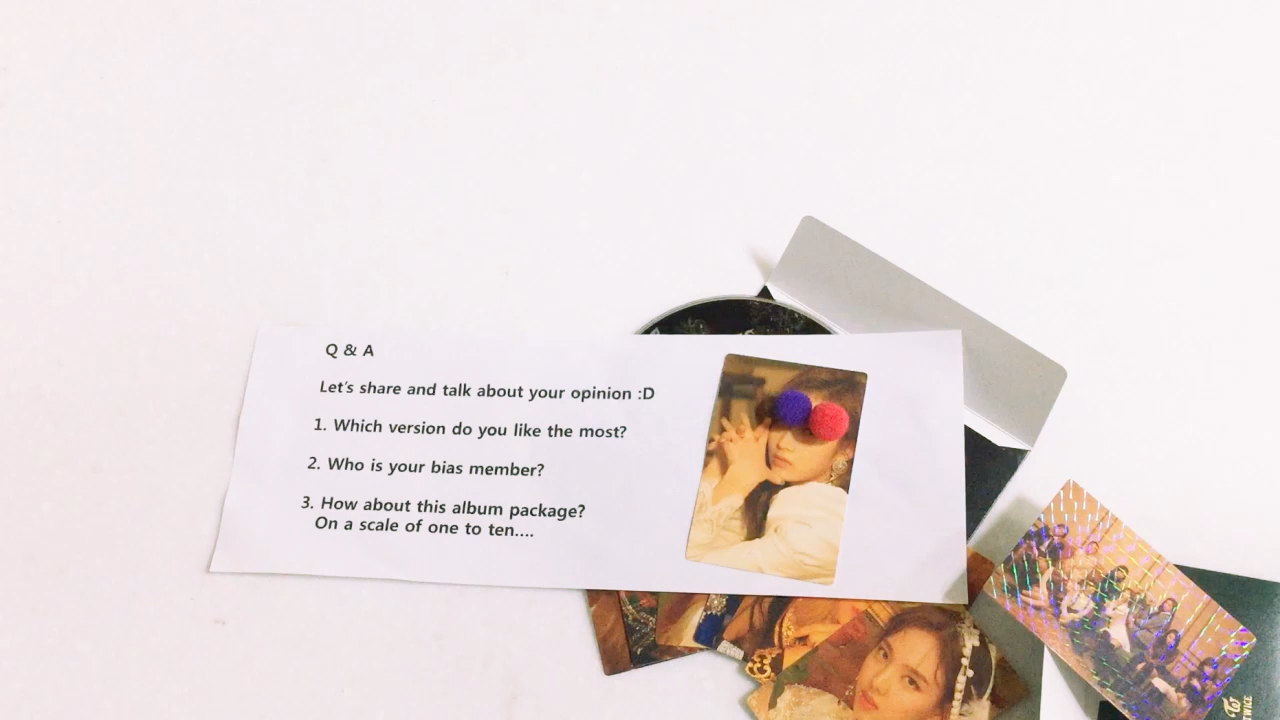 Q & A
Let's share and talk about your opinion :D
1. Which version do you like the most?
2. Who is your bias member?
3. How about this album package?
On a scale of one to ten....
TWICE